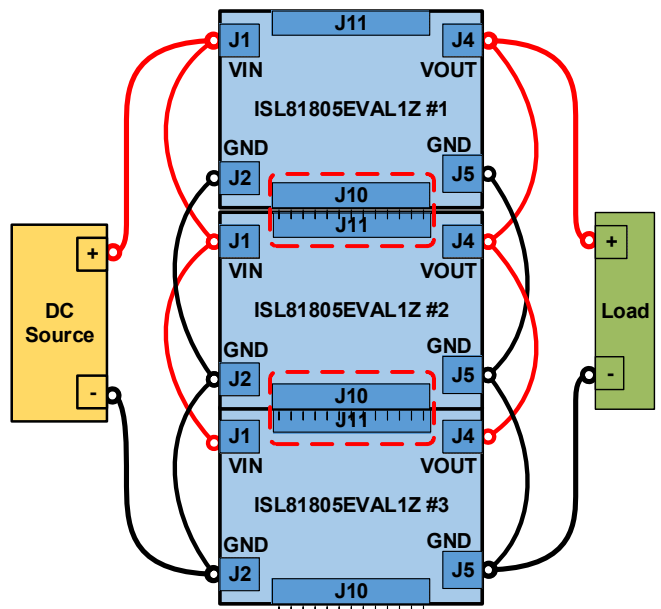 J11
J1
J4
VIN
VOUT
ISL81805EVAL1Z #1
GND
GND
J2
J5
J10
J11
J1
J4
VIN
VOUT
+
+
DC
Source
Load
ISL81805EVAL1Z #2
GND
GND
J2
J5
-
-
J10
J11
J1
J4
VIN
VOUT
ISL81805EVAL1Z #3
GND
GND
J2
J5
J10